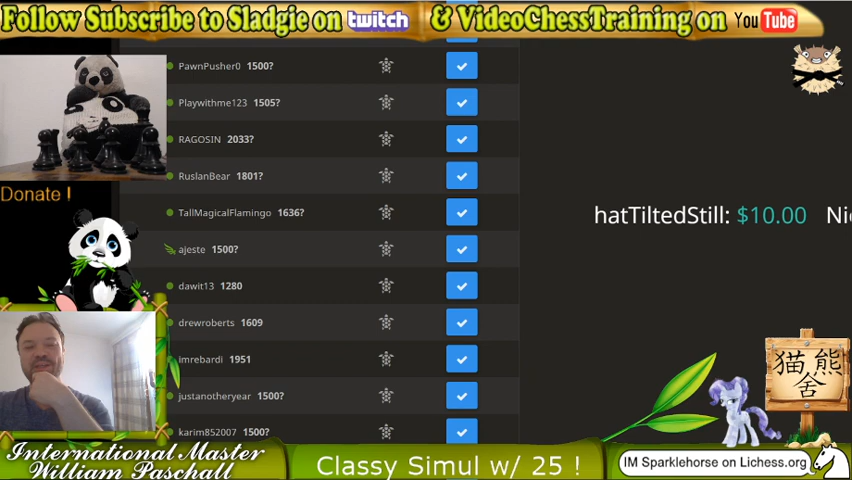 Follow Subscribe to Sladgie on twitch & VideoChessTraining on YouTube
PawnPusher0 1500?
Playwithme123 1505?
RAGOSIN 2033?
RuslanBear 1801?
TallMagicalFlamingo 1636?
ajeste 1500?
dawit13 1280
drewroberts 1609
imrebardi 1951
justanotheryear 1500?
karim852007 1500?
Donate !
hatTiltedStill: $10.00 Ni
猫熊
舍
International Master
William Paschall
Classy Simul w/ 25 !
IM Sparklehorse on Lichess.org